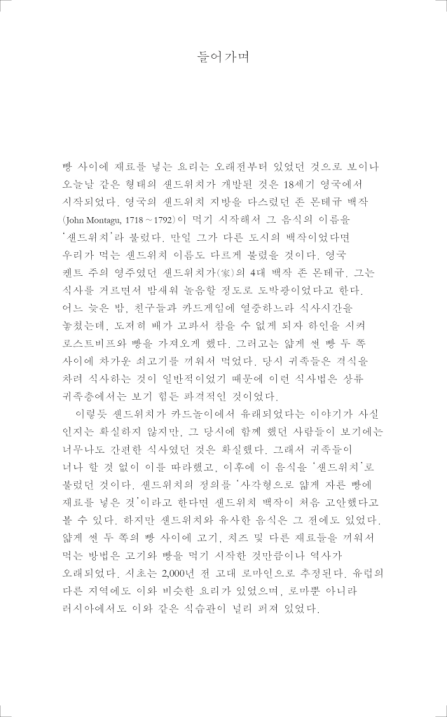 들어가며
빵 사이에 재료를 넣는 요리는 오래전부터 있었던 것으로 보이나
오늘날 같은 형태의 샌드위치가 개발된 것은 18세기 영국에서
시작되었다. 영국의 샌드위치 지방을 다스렸던 존 몬테규 백작
(John Montagu, 1718~1792)이 먹기 시작해서 그 음식의 이름을
‘샌드위치’라 불렀다. 만일 그가 다른 도시의 백작이었다면
우리가 먹는 샌드위치 이름도 다르게 불렸을 것이다. 영국
켄트 주의 영주였던 샌드위치가(家)의 4대 백작 존 몬테규. 그는
식사를 거르면서 밤새워 놀음할 정도로 도박광이었다고 한다.
어느 늦은 밤, 친구들과 카드게임에 열중하느라 식사시간을
놓쳤는데, 도저히 배가 고파서 참을 수 없게 되자 하인을 시켜
로스트비프와 빵을 가져오게 했다. 그러고는 얇게 썬 빵 두 쪽
사이에 차가운 쇠고기를 끼워서 먹었다. 당시 귀족들은 격식을
차려 식사하는 것이 일반적이었기 때문에 이런 식사법은 상류
귀족층에서는 보기 힘든 파격적인 것이었다.
이렇듯 샌드위치가 카드놀이에서 유래되었다는 이야기가 사실
인지는 확실하지 않지만, 그 당시에 함께 했던 사람들이 보기에는
너무나도 간편한 식사였던 것은 확실했다. 그래서 귀족들이
너나 할 것 없이 이를 따라했고, 이후에 이 음식을 ‘샌드위치’로
불렀던 것이다. 샌드위치의 정의를 ‘사각형으로 얇게 자른 빵에
재료를 넣은 것’이라고 한다면 샌드위치 백작이 처음 고안했다고
볼 수 있다. 하지만 샌드위치와 유사한 음식은 그 전에도 있었다.
얇게 썬 두 쪽의 빵 사이에 고기, 치즈 및 다른 재료들을 끼워서
먹는 방법은 고기와 빵을 먹기 시작한 것만큼이나 역사가
오래되었다. 시초는 2,000년 전 고대 로마인으로 추정된다. 유럽의
다른 지역에도 이와 비슷한 요리가 있었으며, 로마뿐 아니라
러시아에서도 이와 같은 식습관이 널리 퍼져 있었다.